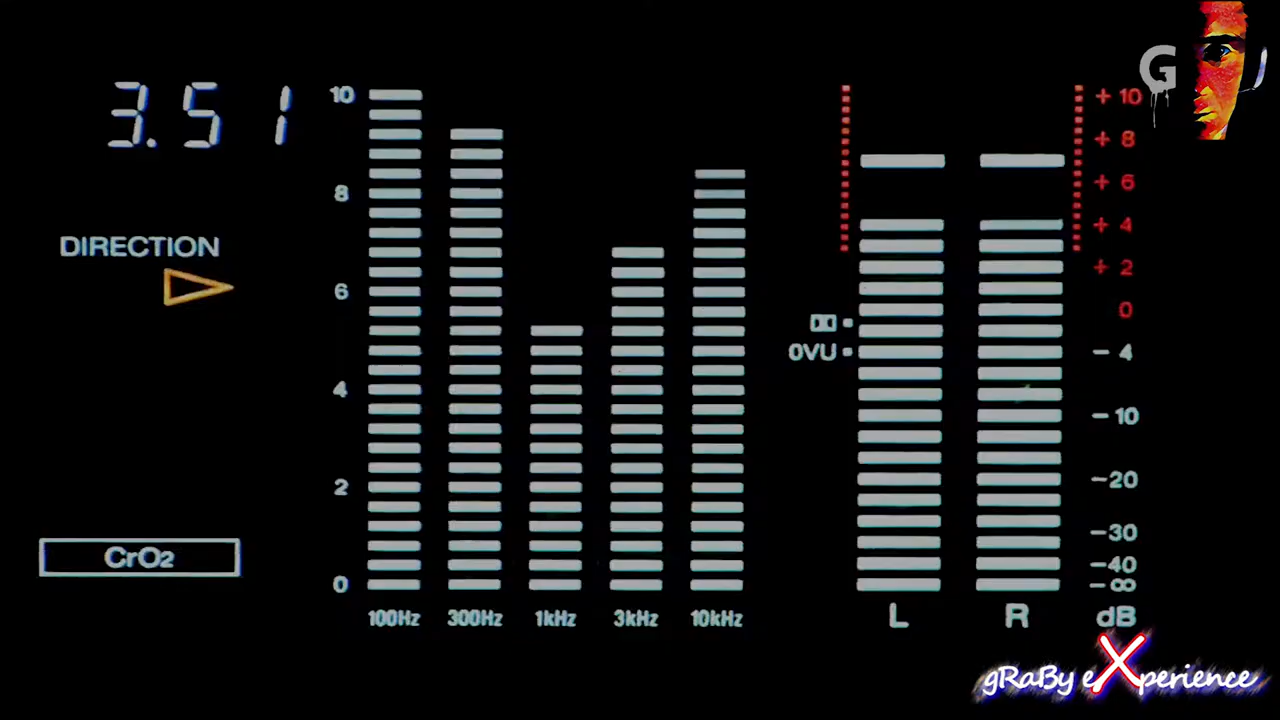 3.51
DIRECTION
CrO2
10
8
6
4
2
0
100Hz 300Hz 1kHz 3kHz 10kHz
0VU
L R dB
+ 10
+ 8
+ 6
+ 4
+ 2
0
− 4
− 10
−20
−30
−40
−∞
G
gRaBy eXperience